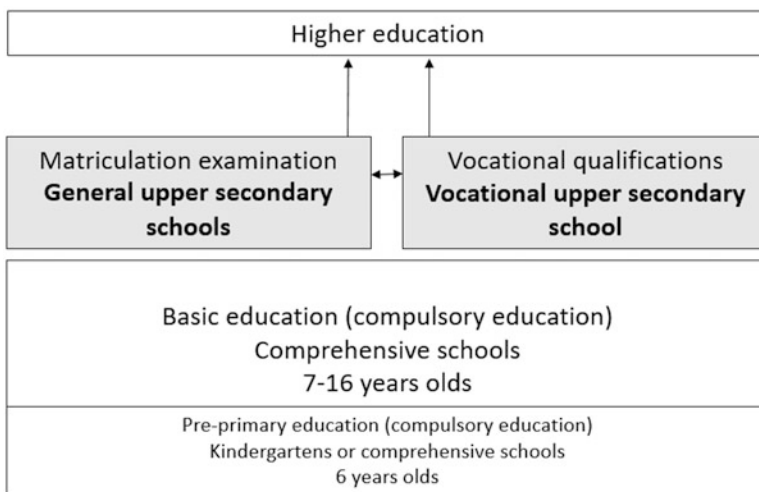 Higher education
Matriculation examination
General upper secondary
schools
Vocational qualifications
Vocational upper secondary
school
Basic education (compulsory education)
Comprehensive schools
7-16 years olds
Pre-primary education (compulsory education)
Kindergartens or comprehensive schools
6 years olds